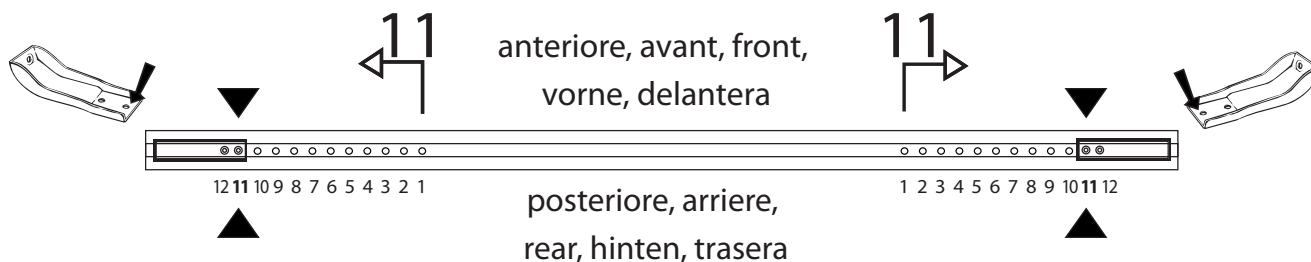 11
11
anteriore, avant, front,
vorne, delantera
12 11 10 9 8 7 6 5 4 3 2 1
1 2 3 4 5 6 7 8 9 10 11 12
posteriore, arriere,
rear, hinten, trasera